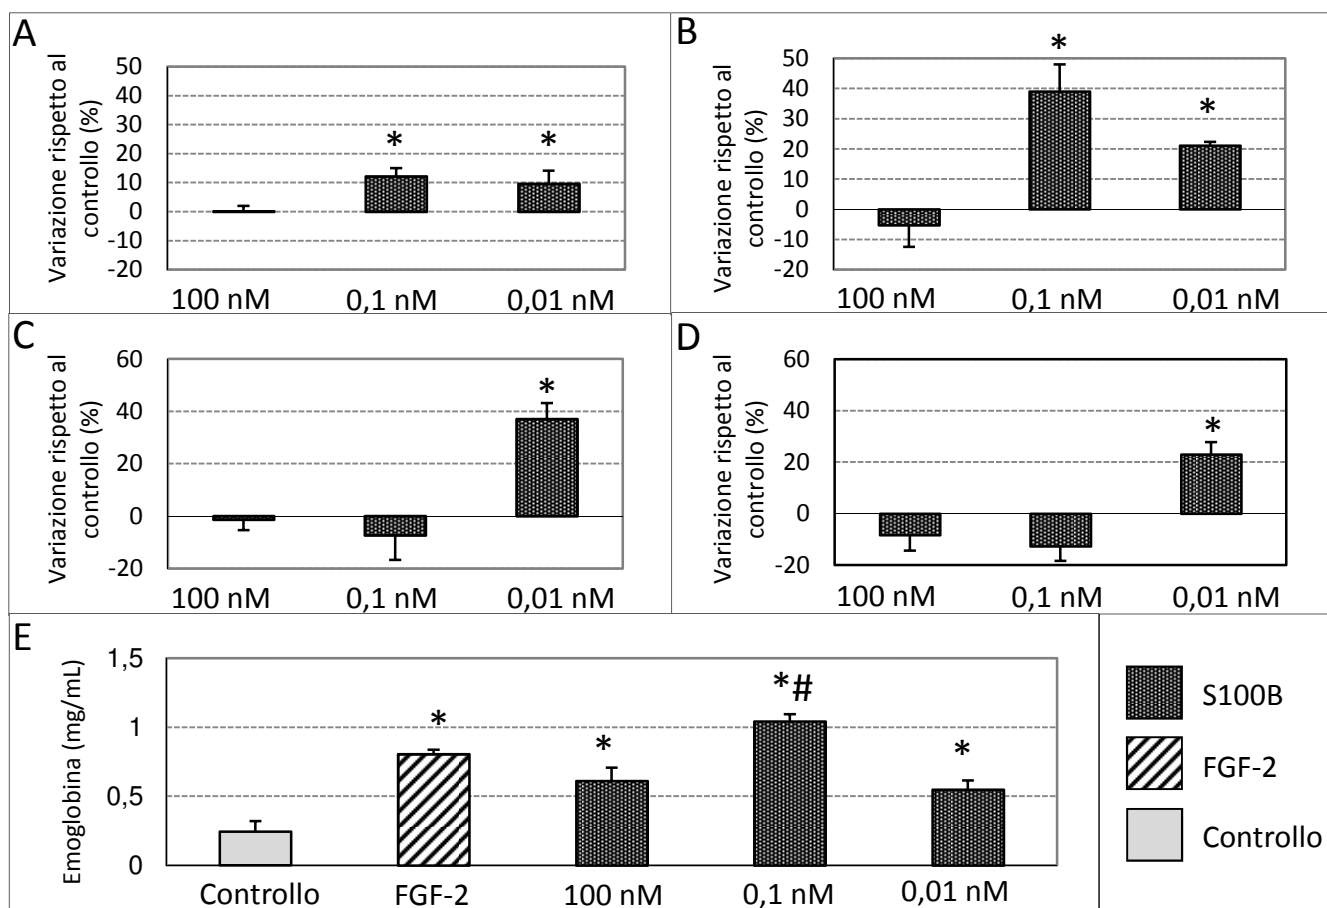 A
Variazione rispetto al
controllo (%)
50
40
30
20
10
0
-10
-20
*
*
100 nM
0,1 nM
0,01 nM
B
Variazione rispetto al
controllo (%)
50
40
30
20
10
0
-10
-20
*
*
100 nM
0,1 nM
0,01 nM
C
Variazione rispetto al
controllo (%)
60
40
20
0
-20
*
100 nM
0,1 nM
0,01 nM
D
Variazione rispetto al
controllo (%)
60
40
20
0
-20
*
100 nM
0,1 nM
0,01 nM
E
Emoglobina (mg/mL)
1,5
1
0,5
0
*
*
*#
*
Controllo
FGF-2
100 nM
0,1 nM
0,01 nM
S100B
FGF-2
Controllo